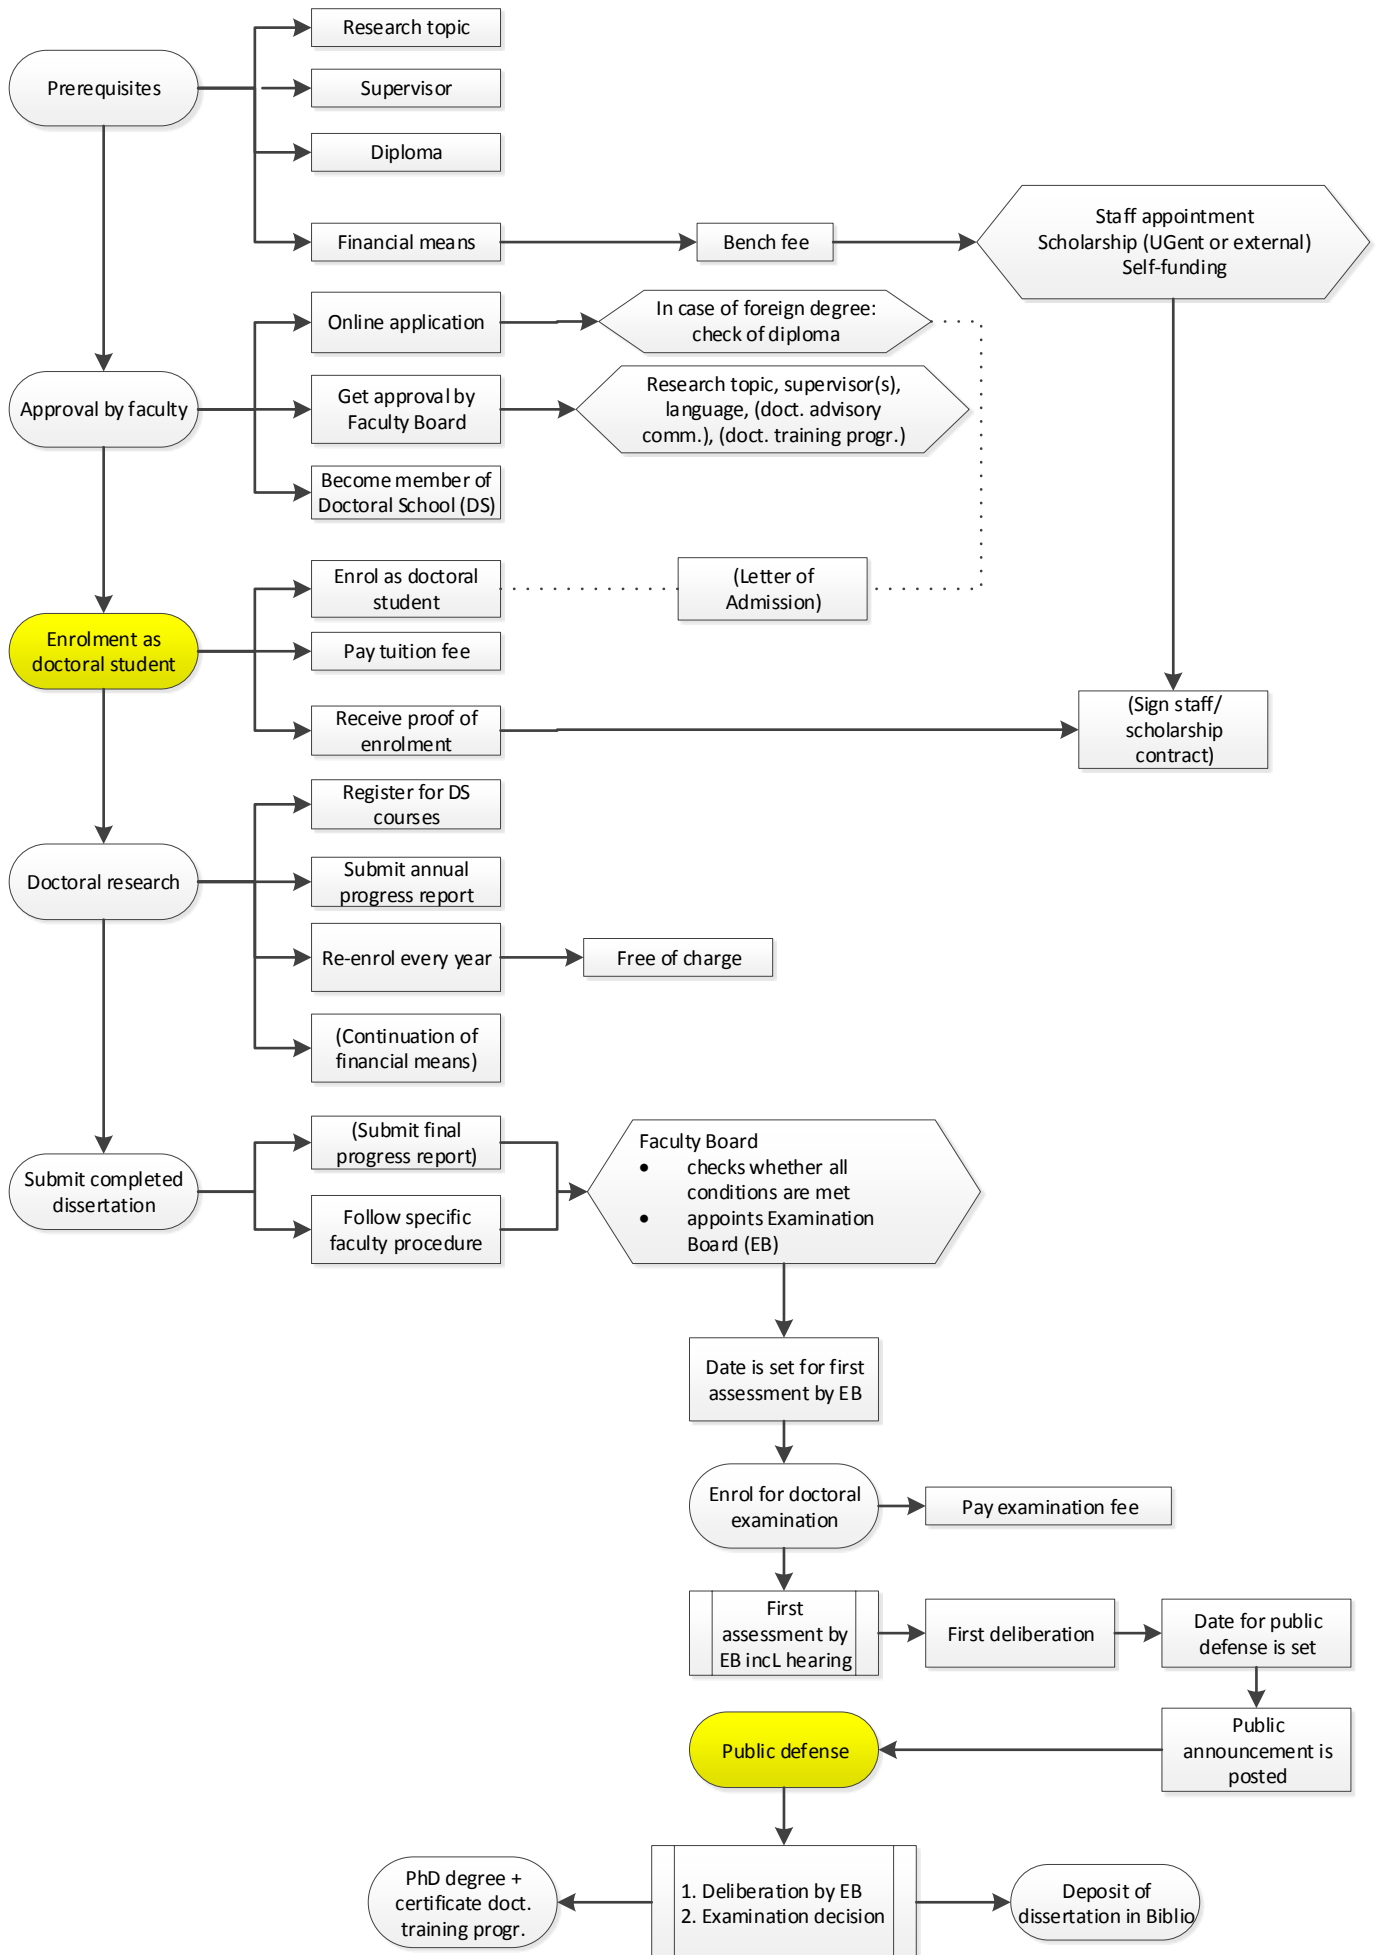 Research topic
Prerequisites
Supervisor
Diploma
Financial means
Bench fee
Staff appointment
Scholarship (UGent or external)
Self-funding
Online application
In case of foreign degree:
check of diploma
Approval by faculty
Get approval by
Faculty Board
Research topic, supervisor(s),
language, (doct. advisory
comm.), (doct. training progr.)
Become member of
Doctoral School (DS)
Enrol as doctoral
student
(Letter of
Admission)
Enrolment as
doctoral student
Pay tuition fee
Receive proof of
enrolment
(Sign staff/
scholarship
contract)
Register for DS
courses
Doctoral research
Submit annual
progress report
Re-enrol every year
Free of charge
(Continuation of
financial means)
Submit completed
dissertation
(Submit final
progress report)
Follow specific
faculty procedure
Faculty Board
• checks whether all
conditions are met
• appoints Examination
Board (EB)
Date is set for first
assessment by EB
Enrol for doctoral
examination
Pay examination fee
First
assessment by
EB incL hearing
First deliberation
Date for public
defense is set
Public
announcement is
posted
Public defense
1. Deliberation by EB
2. Examination decision
PhD degree +
certificate doct.
training progr.
Deposit of
dissertation in Biblio